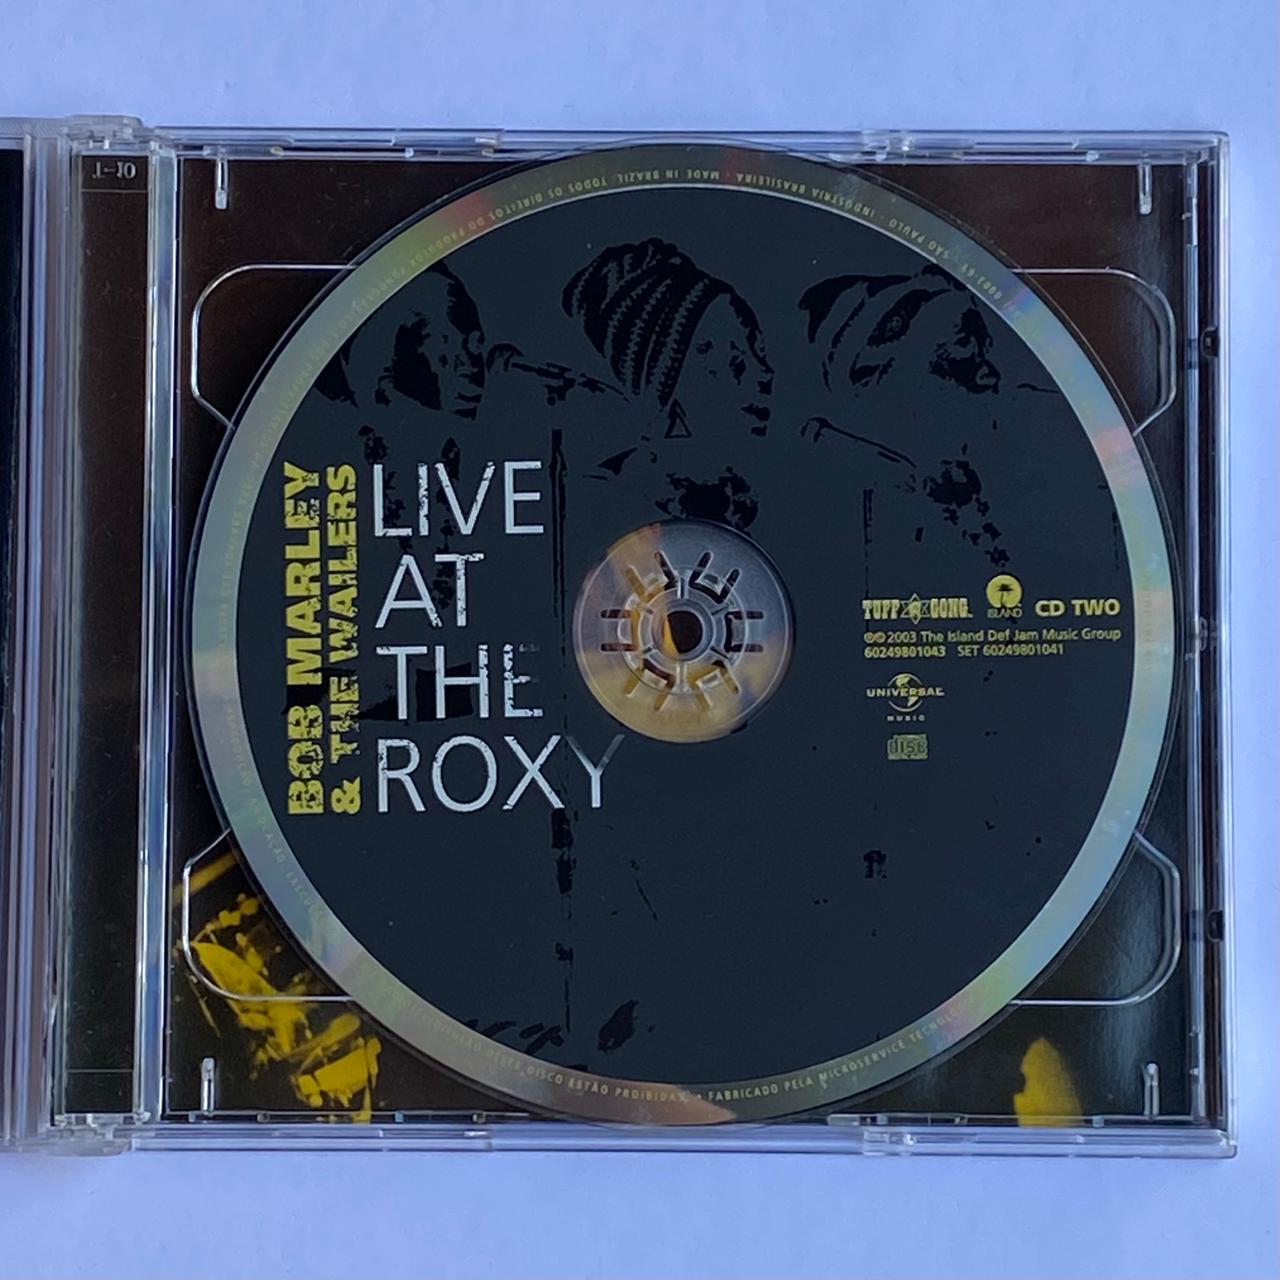 BOB MARLEY
& THE WAILERS
LIVE
AT
THE
ROXY
TUFF GONG
ISLAND
CD TWO
℗© 2003 The Island Def Jam Music Group
60249801043 SET 60249801041
UNIVERSAL
MUSIC
disc
SÃO PAULO - INDÚSTRIA BRASILEIRA - MADE IN BRAZIL. TODOS OS DIREITOS DO PRODUTOR
DESTE DISCO ESTÃO PROIBIDAS. • FABRICADO PELA MICROSERVICE